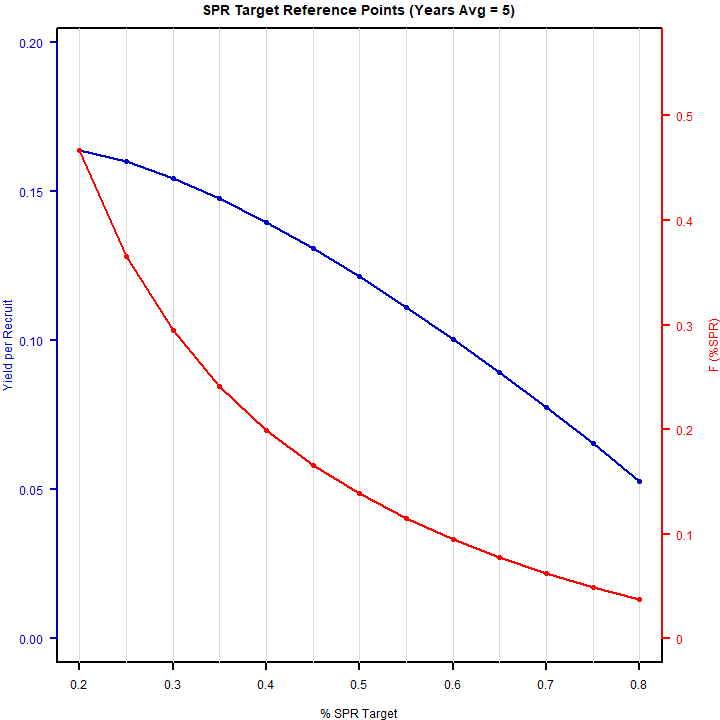 SPR Target Reference Points (Years Avg = 5)
0.20
0.15
0.10
0.05
0.00
Yield per Recruit
0.5
0.4
0.3
0.2
0.1
0
F (%SPR)
0.2 0.3 0.4 0.5 0.6 0.7 0.8
% SPR Target